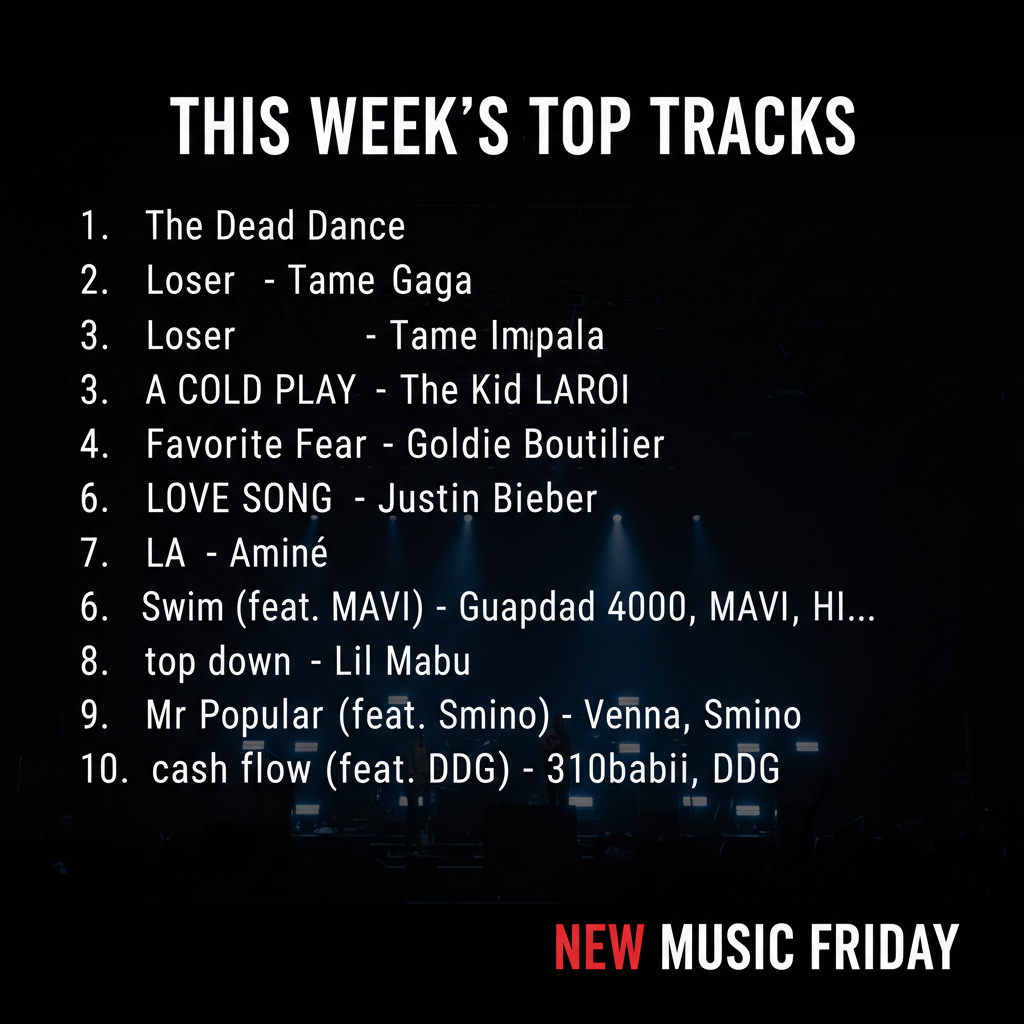 THIS WEEK'S TOP TRACKS
1. The Dead Dance
2. Loser - Tame Gaga
3. Loser - Tame Impala
3. A COLD PLAY - The Kid LAROI
4. Favorite Fear - Goldie Boutilier
6. LOVE SONG - Justin Bieber
7. LA - Aminé
6. Swim (feat. MAVI) - Guapdad 4000, MAVI, HI...
8. top down - Lil Mabu
9. Mr Popular (feat. Smino) - Venna, Smino
10. cash flow (feat. DDG) - 310babii, DDG
NEW MUSIC FRIDAY